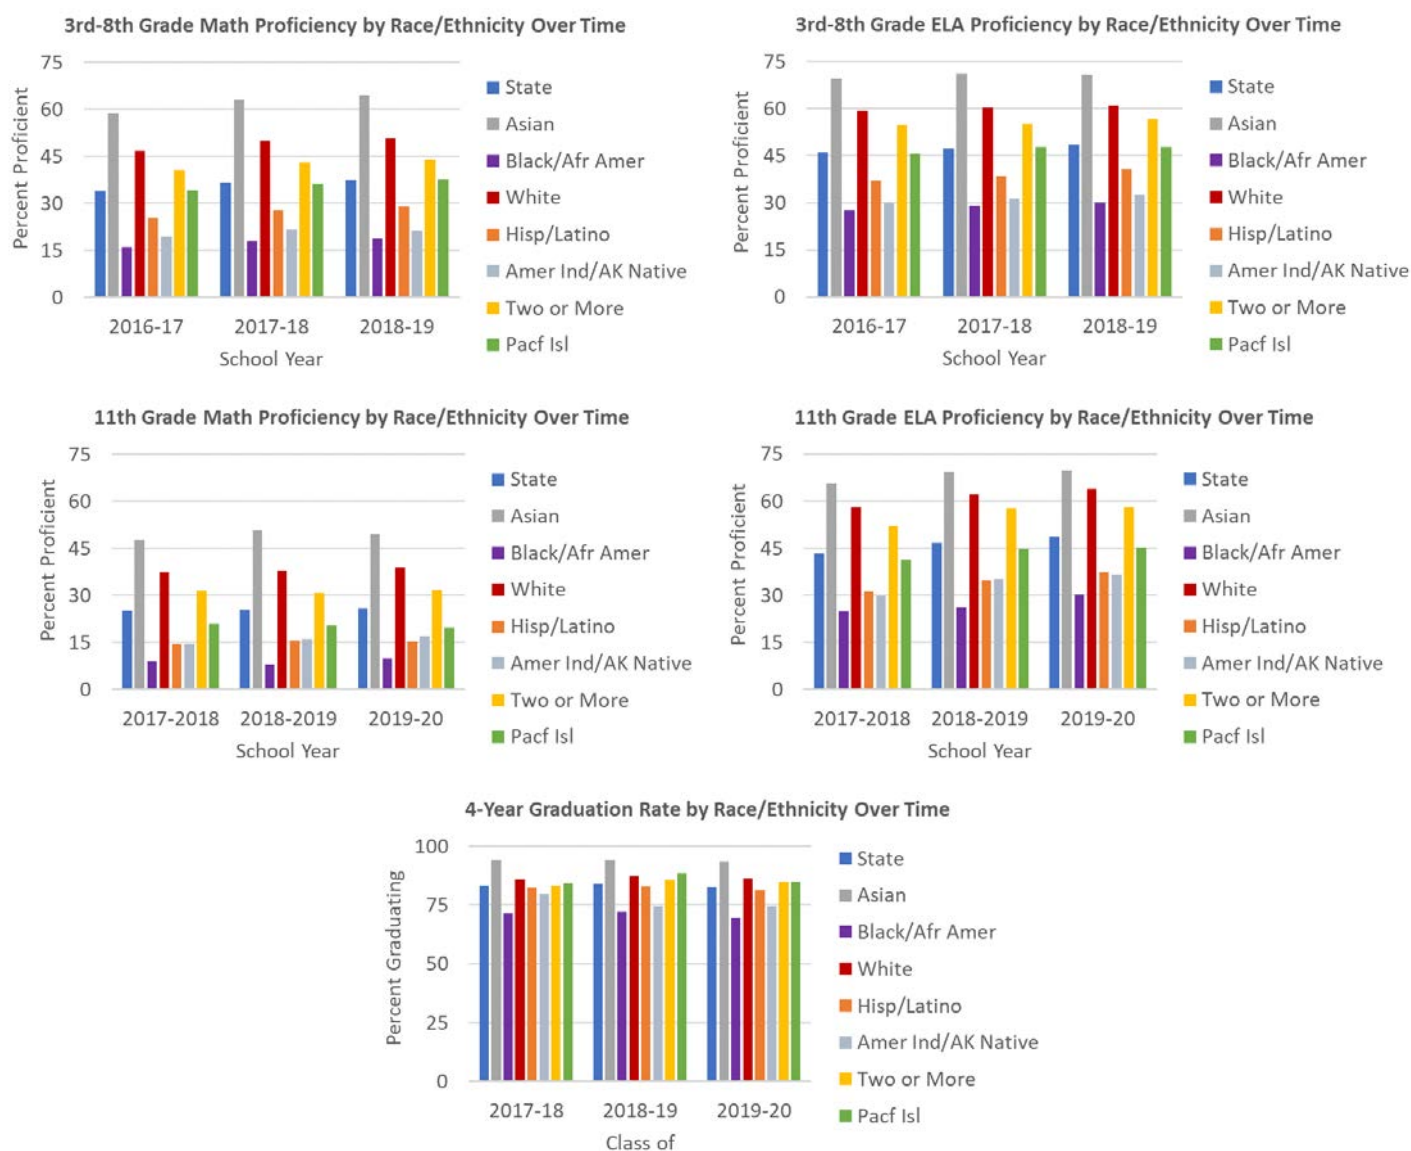 3rd-8th Grade Math Proficiency by Race/Ethnicity Over Time
75
60
45
30
15
0
Percent Proficient
2016-17
2017-18
2018-19
School Year
State
Asian
Black/Afr Amer
White
Hisp/Latino
Amer Ind/AK Native
Two or More
Pacf Isl
3rd-8th Grade ELA Proficiency by Race/Ethnicity Over Time
75
60
45
30
15
0
Percent Proficient
2016-17
2017-18
2018-19
School Year
State
Asian
Black/Afr Amer
White
Hisp/Latino
Amer Ind/AK Native
Two or More
Pacf Isl
11th Grade Math Proficiency by Race/Ethnicity Over Time
75
60
45
30
15
0
Percent Proficient
2017-2018
2018-2019
2019-20
School Year
State
Asian
Black/Afr Amer
White
Hisp/Latino
Amer Ind/AK Native
Two or More
Pacf Isl
11th Grade ELA Proficiency by Race/Ethnicity Over Time
75
60
45
30
15
0
Percent Proficient
2017-2018
2018-2019
2019-20
School Year
State
Asian
Black/Afr Amer
White
Hisp/Latino
Amer Ind/AK Native
Two or More
Pacf Isl
4-Year Graduation Rate by Race/Ethnicity Over Time
100
75
50
25
0
Percent Graduating
2017-18
2018-19
2019-20
Class of
State
Asian
Black/Afr Amer
White
Hisp/Latino
Amer Ind/AK Native
Two or More
Pacf Isl